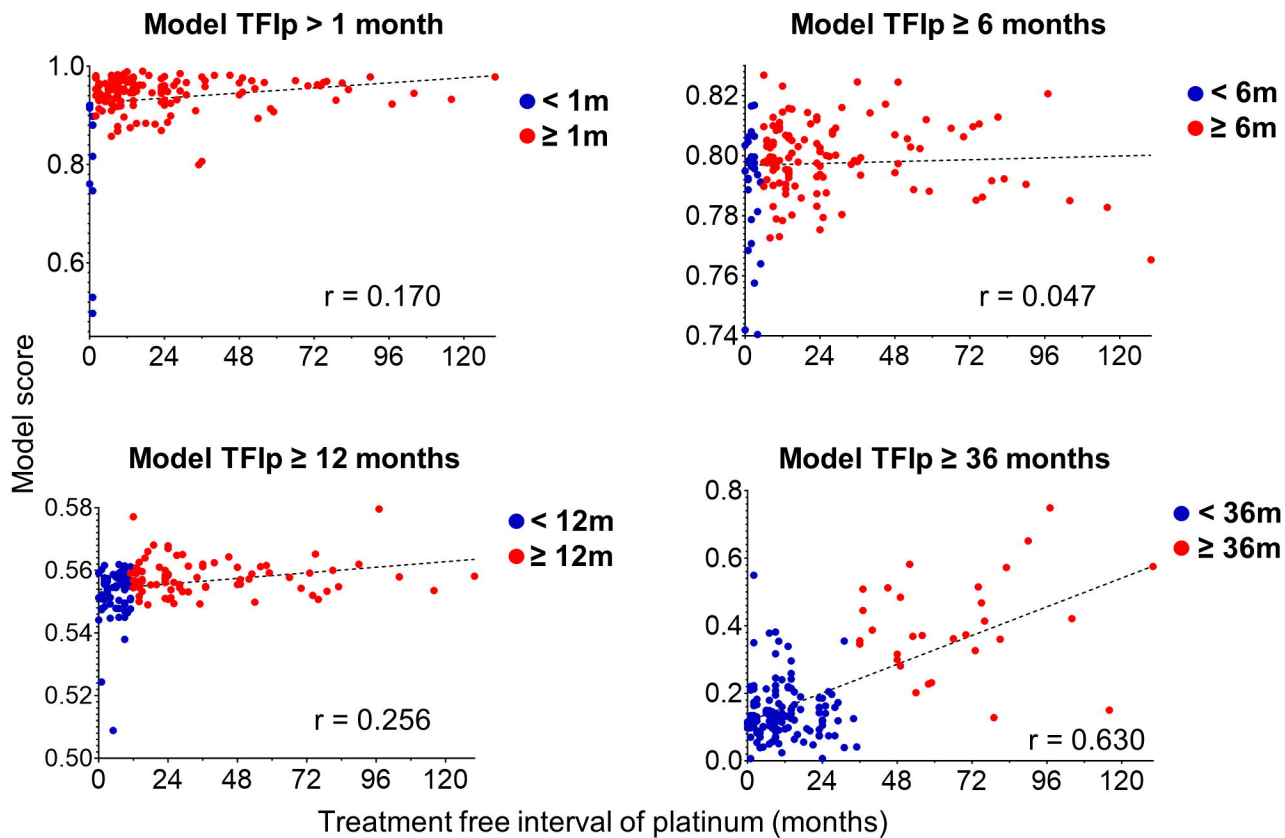 Model TFIp > 1 month
1.0
0.8
0.6
0 24 48 72 96 120
r = 0.170
< 1m
≥ 1m
Model TFIp ≥ 6 months
0.82
0.80
0.78
0.76
0.74
0 24 48 72 96 120
r = 0.047
< 6m
≥ 6m
Model score
Model TFIp ≥ 12 months
0.58
0.56
0.54
0.52
0.50
0 24 48 72 96 120
r = 0.256
< 12m
≥ 12m
Model TFIp ≥ 36 months
0.8
0.6
0.4
0.2
0.0
0 24 48 72 96 120
r = 0.630
< 36m
≥ 36m
Treatment free interval of platinum (months)